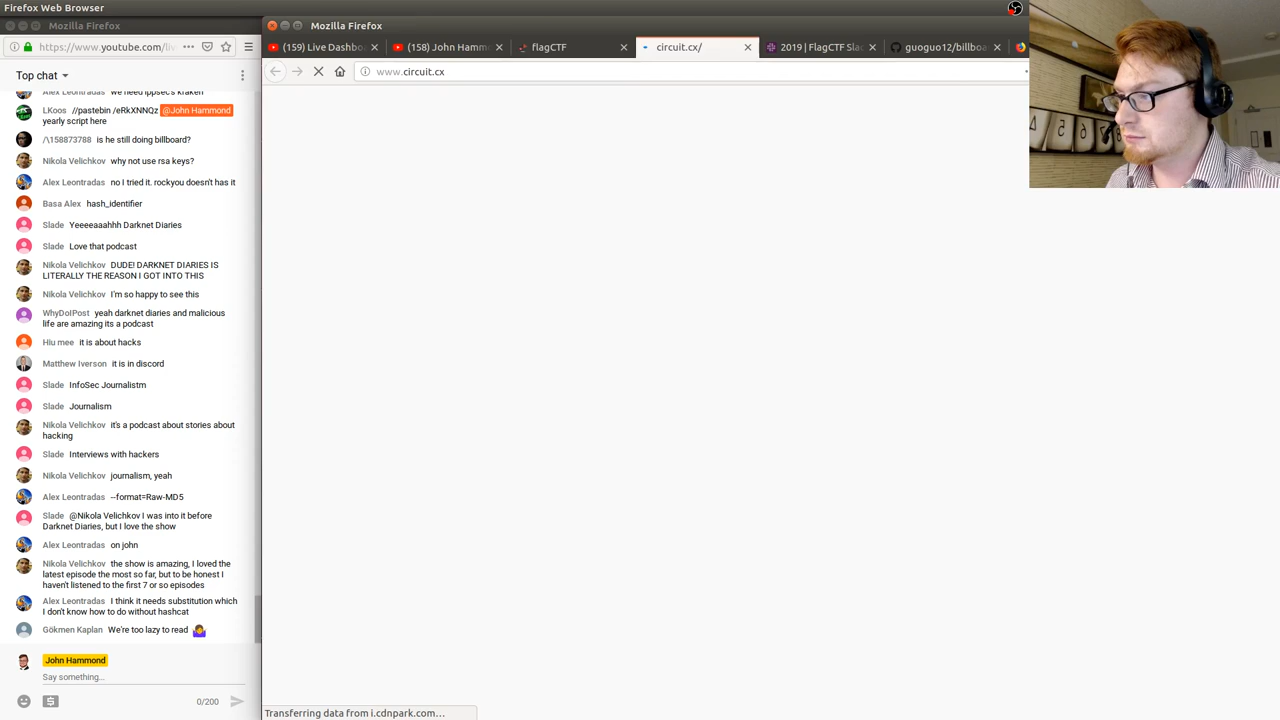 Firefox Web Browser
Mozilla Firefox
https://www.youtube.com/liv
Top chat
Alex Leontradas we need ippsec's kraken
LKoos //pastebin /eRkXNNQz @John Hammond
yearly script here
/\158873788 is he still doing billboard?
Nikola Velichkov why not use rsa keys?
Alex Leontradas no I tried it. rockyou doesn't has it
Basa Alex hash_identifier
Slade Yeeeeaaahhh Darknet Diaries
Slade Love that podcast
Nikola Velichkov DUDE! DARKNET DIARIES IS
LITERALLY THE REASON I GOT INTO THIS
Nikola Velichkov I'm so happy to see this
WhyDoIPost yeah darknet diaries and malicious
life are amazing its a podcast
Hiu mee it is about hacks
Matthew Iverson it is in discord
Slade InfoSec Journalistm
Slade Journalism
Nikola Velichkov it's a podcast about stories about
hacking
Slade Interviews with hackers
Nikola Velichkov journalism, yeah
Alex Leontradas --format=Raw-MD5
Slade @Nikola Velichkov I was into it before
Darknet Diaries, but I love the show
Alex Leontradas on john
Nikola Velichkov the show is amazing, I loved the
latest episode the most so far, but to be honest I
haven't listened to the first 7 or so episodes
Alex Leontradas I think it needs substitution which
I don't know how to do without hashcat
Gökmen Kaplan We're too lazy to read
John Hammond
Say something...
0/200
Mozilla Firefox
(159) Live Dashbo
(158) John Hamm
flagCTF
circuit.cx/
2019 | FlagCTF Sla
guoguo12/billboa
www.circuit.cx
Transferring data from i.cdnpark.com…
4 5 6 7 8